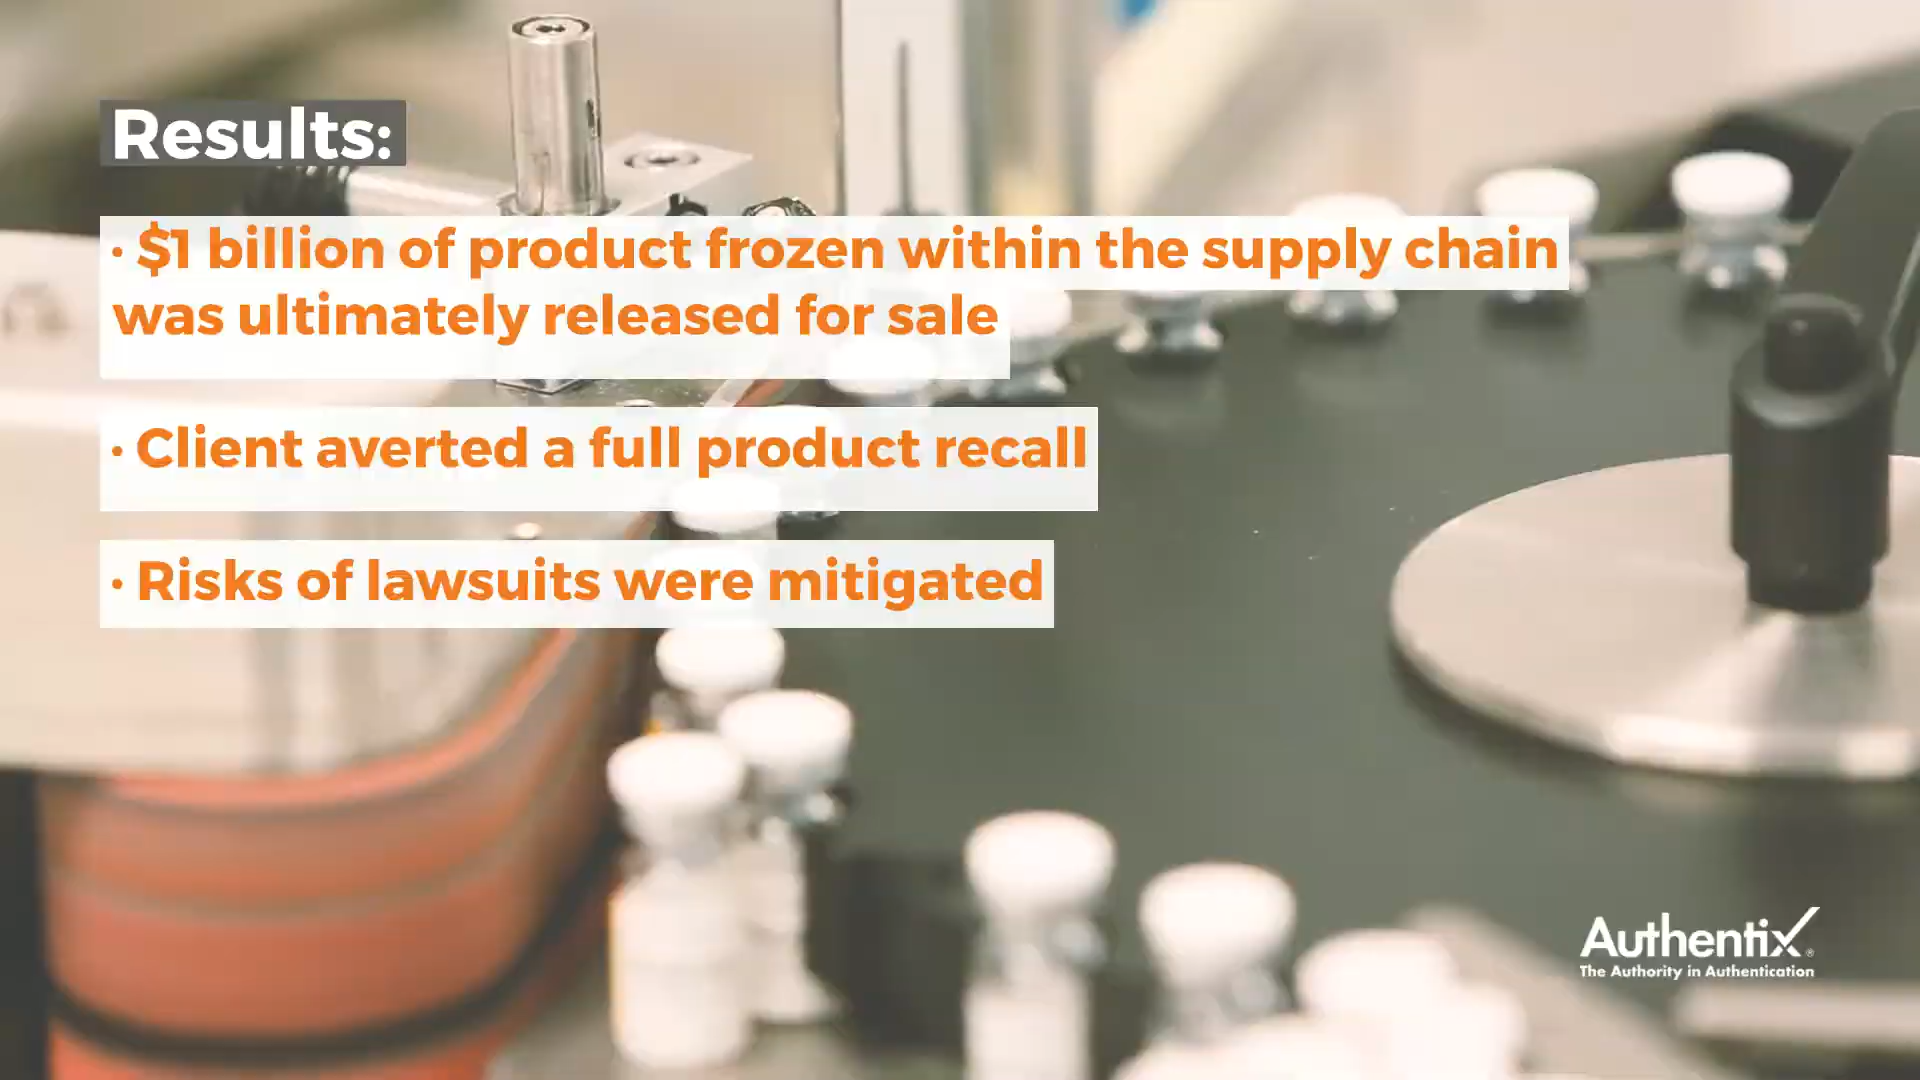 Results:
· $1 billion of product frozen within the supply chain
was ultimately released for sale
· Client averted a full product recall
· Risks of lawsuits were mitigated
Authentix®
The Authority in Authentication